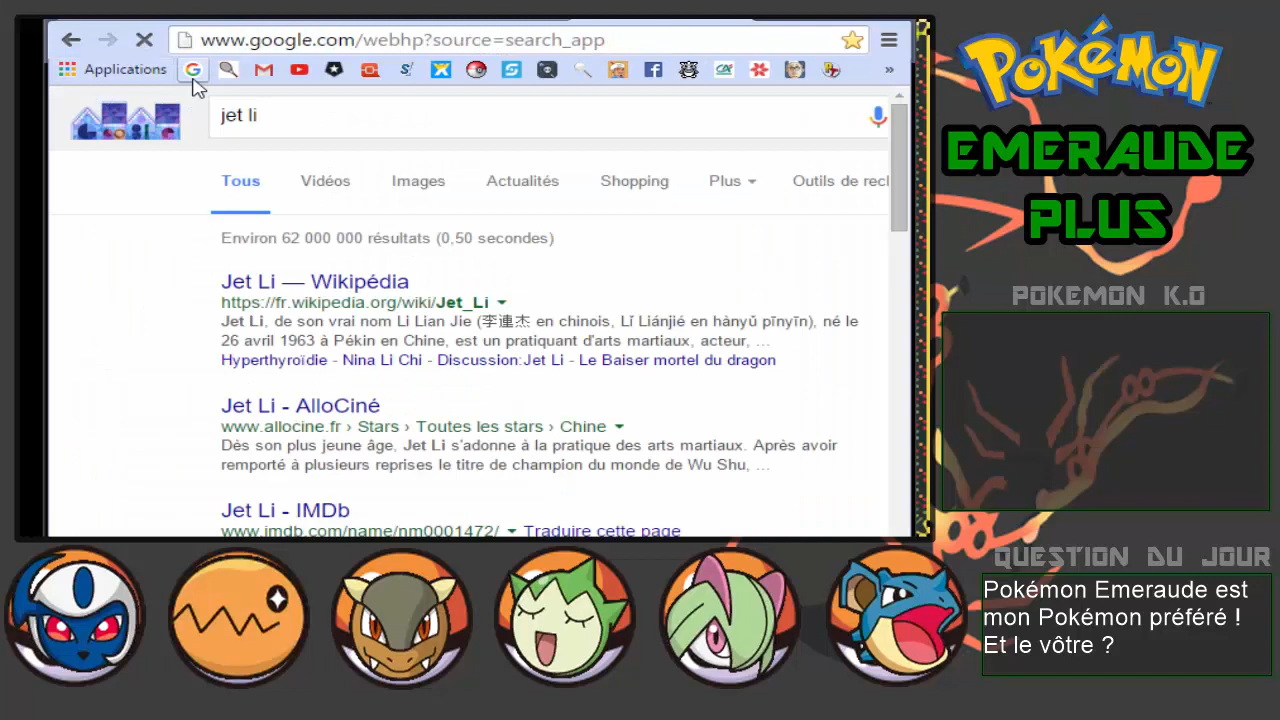 www.google.com/webhp?source=search_app
Applications
»
jet li
Tous Vidéos Images Actualités Shopping Plus Outils de recl
Environ 62 000 000 résultats (0,50 secondes)
Jet Li — Wikipédia
https://fr.wikipedia.org/wiki/Jet_Li
Jet Li, de son vrai nom Li Lian Jie (李連杰 en chinois, Lǐ Liánjié en hànyǔ pīnyīn), né le
26 avril 1963 à Pékin en Chine, est un pratiquant d'arts martiaux, acteur, ...
Hyperthyroïdie - Nina Li Chi - Discussion:Jet Li - Le Baiser mortel du dragon
Jet Li - AlloCiné
www.allocine.fr › Stars › Toutes les stars › Chine
Dés son plus jeune âge, Jet Li s'adonne à la pratique des arts martiaux. Après avoir
remporté à plusieurs reprises le titre de champion du monde de Wu Shu, ...
Jet Li - IMDb
www.imdb.com/name/nm0001472/ Traduire cette page
POKéMON
EMERAUDE
PLUS
POKEMON K.O
QUESTION DU JOUR
Pokémon Emeraude est
mon Pokémon préféré !
Et le vôtre ?